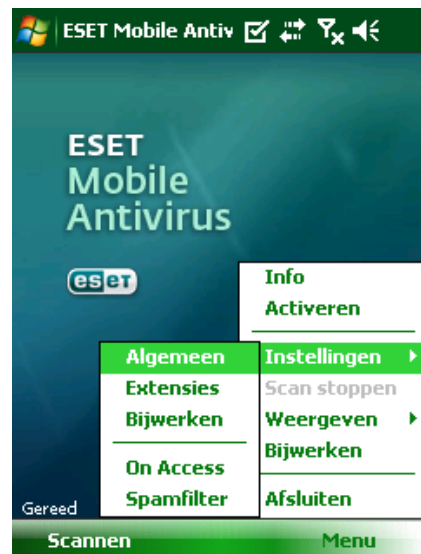 ESET Mobile Antiv
ESET
Mobile
Antivirus
eset
Info
Activeren
Instellingen
Scan stoppen
Weergeven
Bijwerken
Afsluiten
Algemeen
Extensies
Bijwerken
On Access
Spamfilter
Gereed
Scannen
Menu